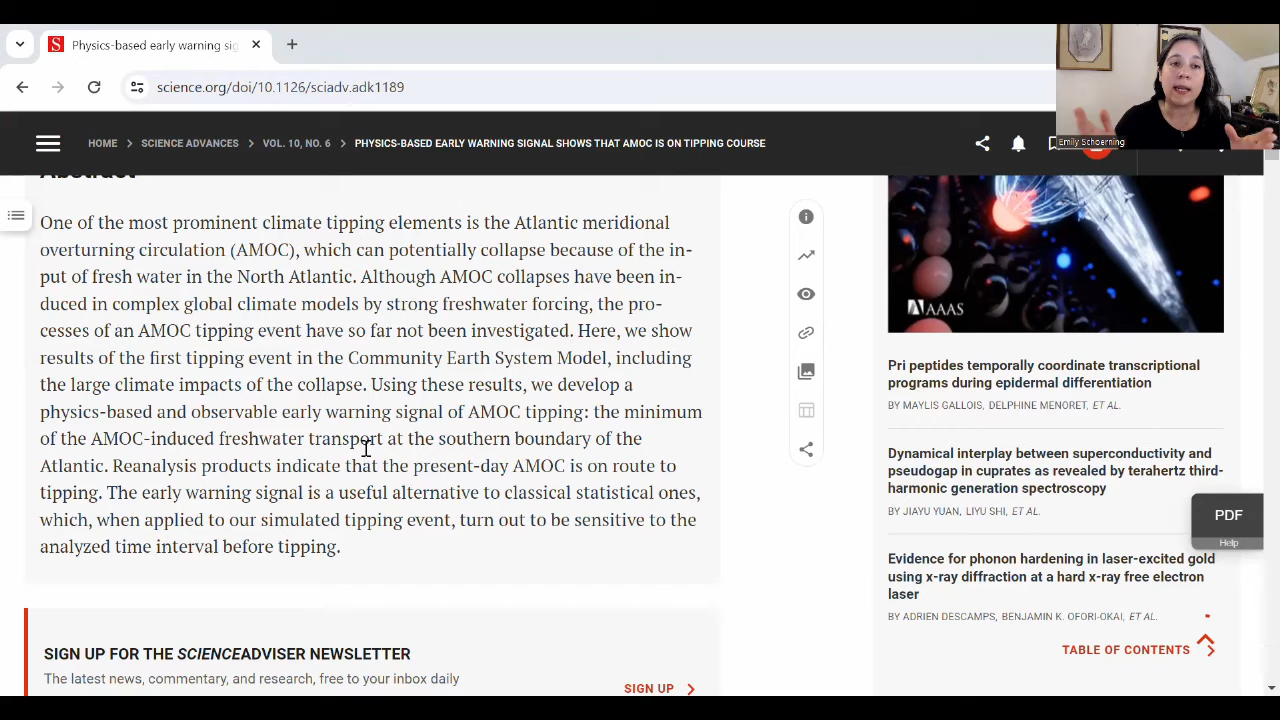 Physics-based early warning sig
science.org/doi/10.1126/sciadv.adk1189
HOME
SCIENCE ADVANCES
VOL. 10, NO. 6
PHYSICS-BASED EARLY WARNING SIGNAL SHOWS THAT AMOC IS ON TIPPING COURSE
Emily Schoerning
Abstract
One of the most prominent climate tipping elements is the Atlantic meridional
overturning circulation (AMOC), which can potentially collapse because of the in-
put of fresh water in the North Atlantic. Although AMOC collapses have been in-
duced in complex global climate models by strong freshwater forcing, the pro-
cesses of an AMOC tipping event have so far not been investigated. Here, we show
results of the first tipping event in the Community Earth System Model, including
the large climate impacts of the collapse. Using these results, we develop a
physics-based and observable early warning signal of AMOC tipping: the minimum
of the AMOC-induced freshwater transport at the southern boundary of the
Atlantic. Reanalysis products indicate that the present-day AMOC is on route to
tipping. The early warning signal is a useful alternative to classical statistical ones,
which, when applied to our simulated tipping event, turn out to be sensitive to the
analyzed time interval before tipping.
SIGN UP FOR THE SCIENCEADVISER NEWSLETTER
The latest news, commentary, and research, free to your inbox daily
SIGN UP
AAAS
Pri peptides temporally coordinate transcriptional
programs during epidermal differentiation
BY MAYLIS GALLOIS, DELPHINE MENORET, ET AL.
Dynamical interplay between superconductivity and
pseudogap in cuprates as revealed by terahertz third-
harmonic generation spectroscopy
BY JIAYU YUAN, LIYU SHI, ET AL.
PDF
Help
Evidence for phonon hardening in laser-excited gold
using x-ray diffraction at a hard x-ray free electron
laser
BY ADRIEN DESCAMPS, BENJAMIN K. OFORI-OKAI, ET AL.
TABLE OF CONTENTS